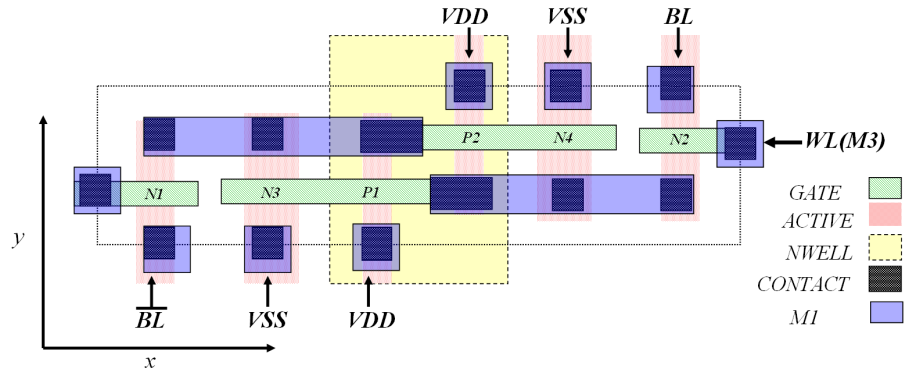 VDD VSS BL
P2 N4 N2
WL(M3)
N1 N3 P1
GATE
ACTIVE
NWELL
CONTACT
M1
y
BL VSS VDD
x